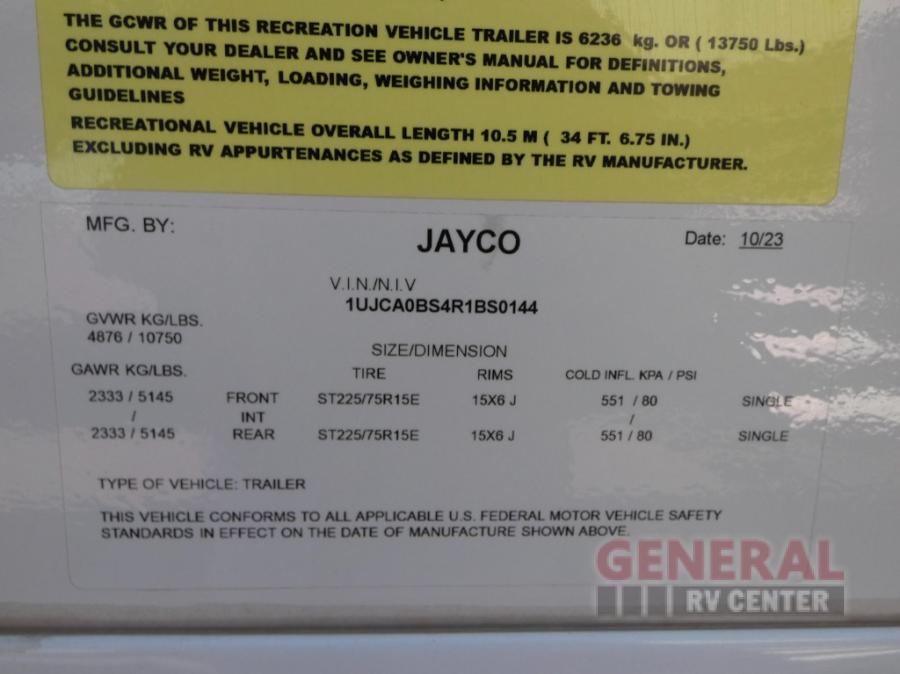 THE GCWR OF THIS RECREATION VEHICLE TRAILER IS 6236 kg. OR ( 13750 Lbs.)
CONSULT YOUR DEALER AND SEE OWNER'S MANUAL FOR DEFINITIONS,
ADDITIONAL WEIGHT, LOADING, WEIGHING INFORMATION AND TOWING
GUIDELINES
RECREATIONAL VEHICLE OVERALL LENGTH 10.5 M ( 34 FT. 6.75 IN.)
EXCLUDING RV APPURTENANCES AS DEFINED BY THE RV MANUFACTURER.
MFG. BY: JAYCO Date: 10/23
V.I.N./N.I.V
1UJCA0BS4R1BS0144
GVWR KG/LBS.
4876 / 10750
SIZE/DIMENSION
GAWR KG/LBS. TIRE RIMS COLD INFL. KPA / PSI
2333 / 5145 FRONT ST225/75R15E 15X6 J 551 / 80 SINGLE
/ INT /
2333 / 5145 REAR ST225/75R15E 15X6 J 551 / 80 SINGLE
TYPE OF VEHICLE: TRAILER
THIS VEHICLE CONFORMS TO ALL APPLICABLE U.S. FEDERAL MOTOR VEHICLE SAFETY
STANDARDS IN EFFECT ON THE DATE OF MANUFACTURE SHOWN ABOVE.
GENERAL
RV CENTER